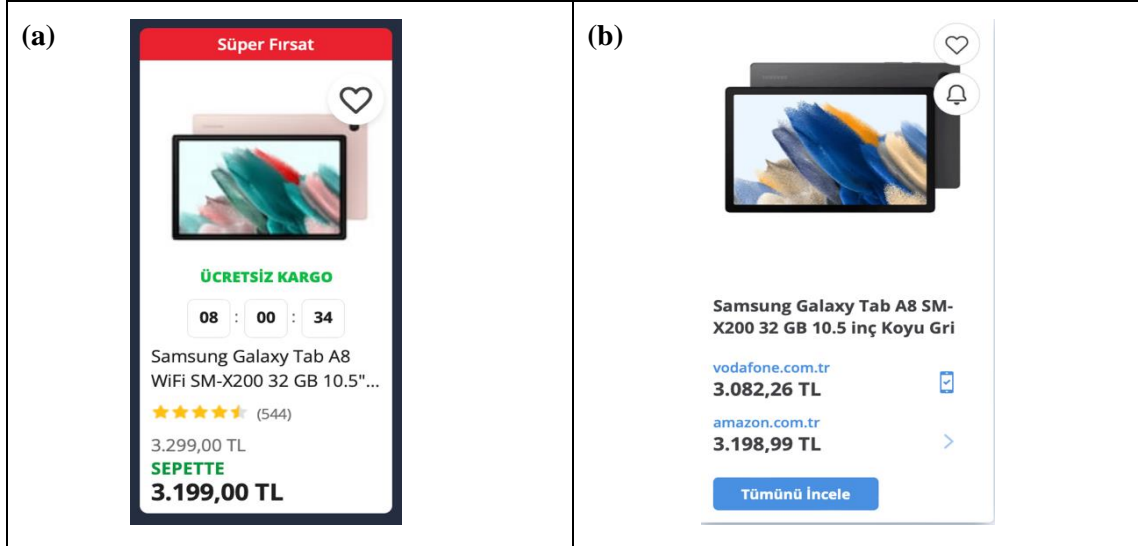 (a)
Süper Fırsat
ÜCRETSİZ KARGO
08 : 00 : 34
Samsung Galaxy Tab A8
WiFi SM-X200 32 GB 10.5"...
(544)
3.299,00 TL
SEPETTE
3.199,00 TL
(b)
Samsung Galaxy Tab A8 SM-
X200 32 GB 10.5 inç Koyu Gri
vodafone.com.tr
3.082,26 TL
amazon.com.tr
3.198,99 TL
Tümünü İncele